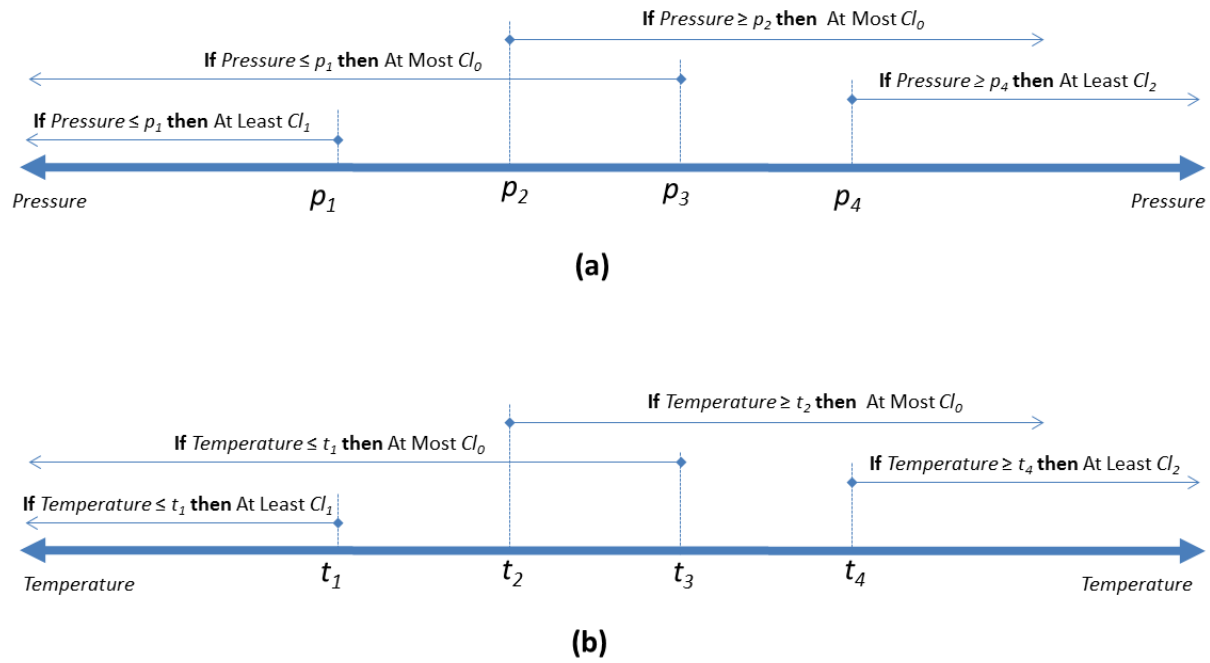 If Pressure ≥ p2 then At Most Cl0
If Pressure ≤ p1 then At Most Cl0
If Pressure ≥ p4 then At Least Cl2
If Pressure ≤ p1 then At Least Cl1
Pressure p1 p2 p3 p4 Pressure
(a)
If Temperature ≥ t2 then At Most Cl0
If Temperature ≤ t1 then At Most Cl0
If Temperature ≥ t4 then At Least Cl2
If Temperature ≤ t1 then At Least Cl1
Temperature t1 t2 t3 t4 Temperature
(b)